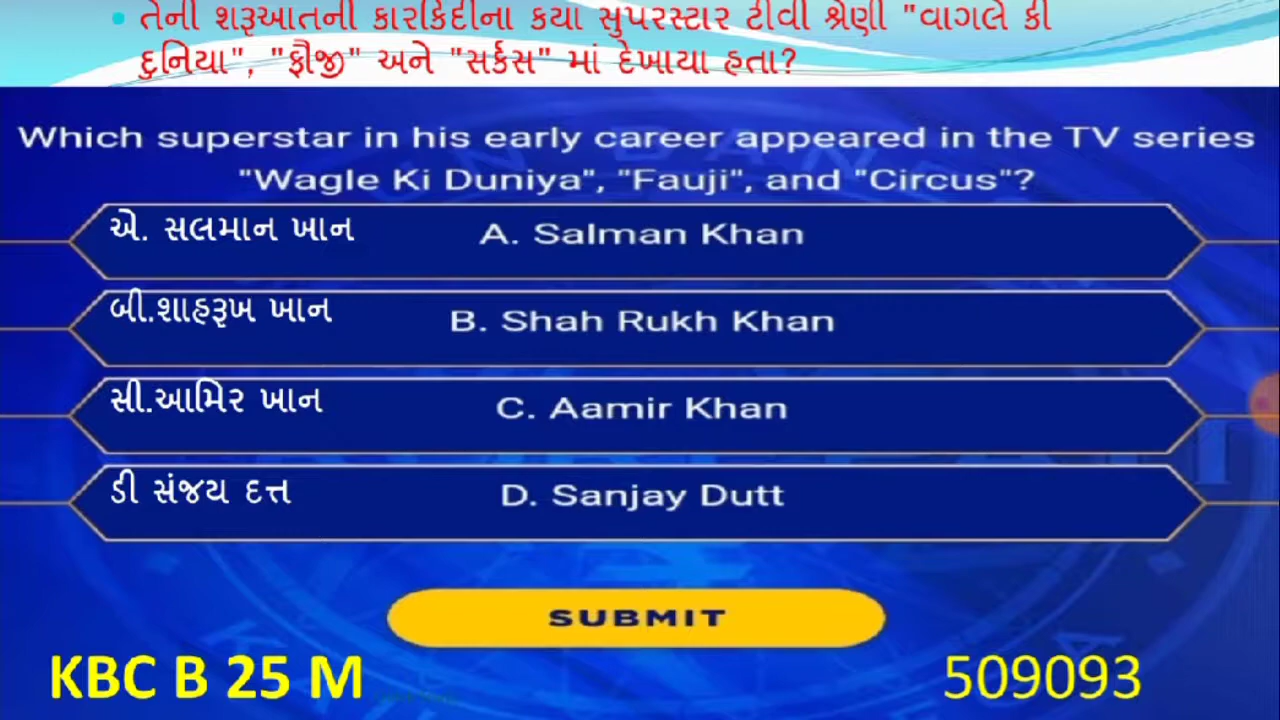 • તેની શરૂઆતની કારકિર્દીના કયા સુપરસ્ટાર ટીવી શ્રેણી "વાગલે કી
દુનિયા", "ફૌજી" અને "સર્કસ" માં દેખાયા હતા?
Which superstar in his early career appeared in the TV series
"Wagle Ki Duniya", "Fauji", and "Circus"?
એ. સલમાન ખાન A. Salman Khan
બી.શાહરૂખ ખાન B. Shah Rukh Khan
સી.આમિર ખાન C. Aamir Khan
ડી સંજય દત્ત D. Sanjay Dutt
SUBMIT
KBC B 25 M 509093